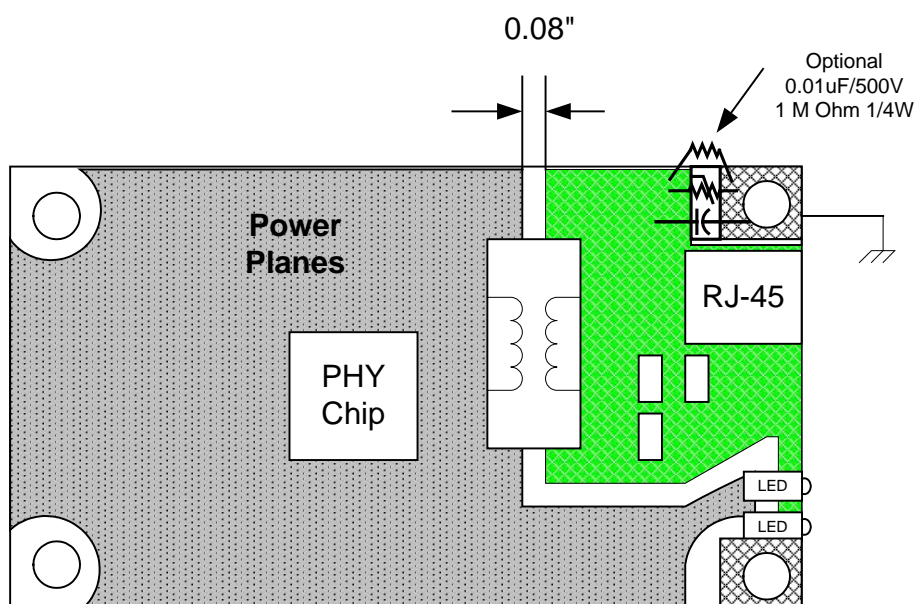 0.08"
Optional
0.01uF/500V
1 M Ohm 1/4W
Power
Planes
RJ-45
PHY
Chip
LED
LED